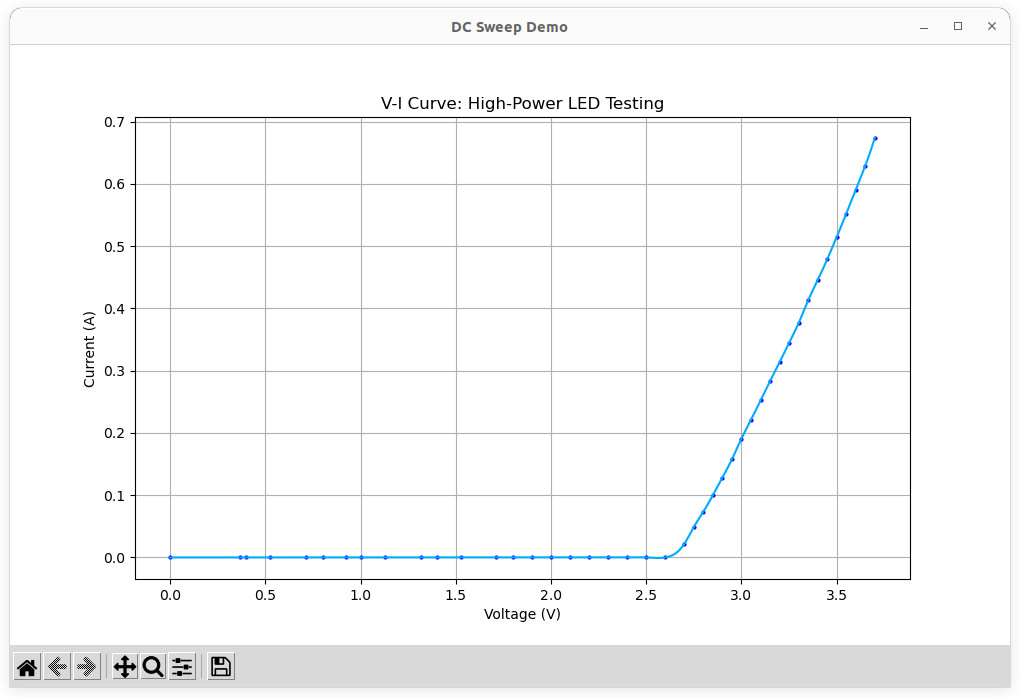 DC Sweep Demo
V-I Curve: High-Power LED Testing
0.7
0.6
0.5
0.4
0.3
0.2
0.1
0.0
Current (A)
0.0 0.5 1.0 1.5 2.0 2.5 3.0 3.5
Voltage (V)